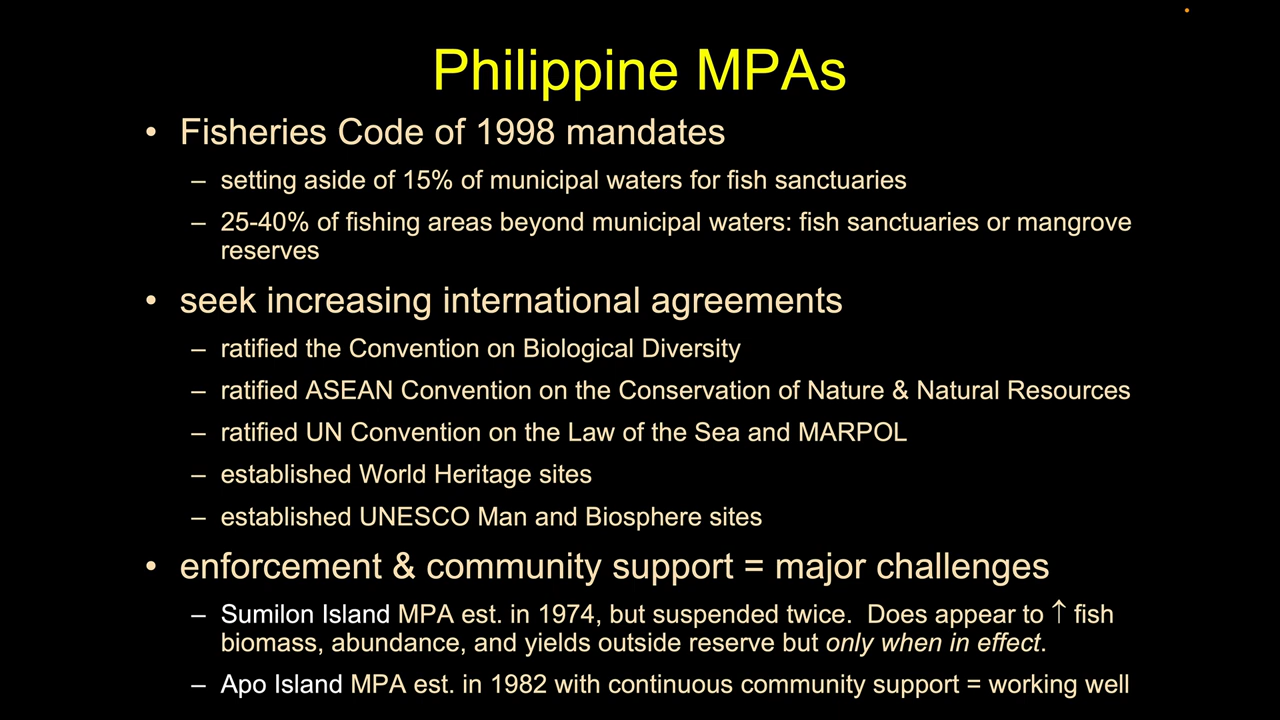 Philippine MPAs
• Fisheries Code of 1998 mandates
– setting aside of 15% of municipal waters for fish sanctuaries
– 25-40% of fishing areas beyond municipal waters: fish sanctuaries or mangrove
reserves
• seek increasing international agreements
– ratified the Convention on Biological Diversity
– ratified ASEAN Convention on the Conservation of Nature & Natural Resources
– ratified UN Convention on the Law of the Sea and MARPOL
– established World Heritage sites
– established UNESCO Man and Biosphere sites
• enforcement & community support = major challenges
– Sumilon Island MPA est. in 1974, but suspended twice.  Does appear to ↑ fish
biomass, abundance, and yields outside reserve but only when in effect.
– Apo Island MPA est. in 1982 with continuous community support = working well